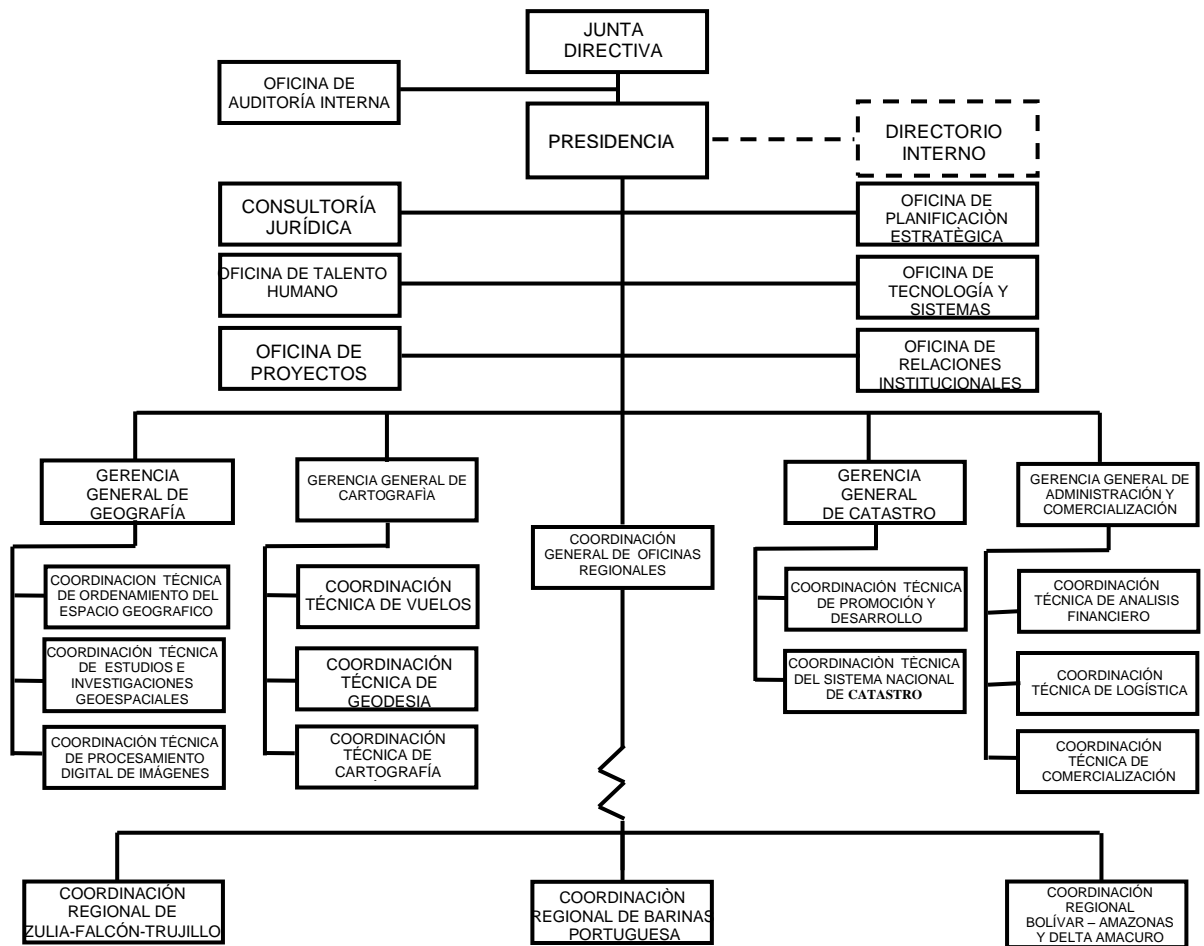 JUNTA
DIRECTIVA
OFICINA DE
AUDITORÍA INTERNA
PRESIDENCIA
DIRECTORIO
INTERNO
CONSULTORÍA
JURÍDICA
OFICINA DE
PLANIFICACIÒN
ESTRATÈGICA
OFICINA DE TALENTO
HUMANO
OFICINA DE
TECNOLOGÍA Y
SISTEMAS
OFICINA DE
PROYECTOS
OFICINA DE
RELACIONES
INSTITUCIONALES
GERENCIA
GENERAL DE
GEOGRAFÍA
GERENCIA GENERAL DE
CARTOGRAFÌA
GERENCIA
GENERAL
DE CATASTRO
GERENCIA GENERAL DE
ADMINISTRACIÓN Y
COMERCIALIZACIÓN
COORDINACIÓN
GENERAL DE OFICINAS
REGIONALES
COORDINACION TÉCNICA
DE ORDENAMIENTO DEL
ESPACIO GEOGRAFICO
COORDINACIÓN TÉCNICA
DE ESTUDIOS E
INVESTIGACIONES
GEOESPACIALES
COORDINACIÓN TÉCNICA
DE PROCESAMIENTO
DIGITAL DE IMÁGENES
COORDINACIÓN
TÉCNICA DE VUELOS
COORDINACIÓN
TÉCNICA DE
GEODESIA
COORDINACIÓN
TÉCNICA DE
CARTOGRAFÍA
COORDINACIÓN TÉCNICA
DE PROMOCIÓN Y
DESARROLLO
COORDINACIÒN TÉCNICA
DEL SISTEMA NACIONAL
DE CATASTRO
COORDINACIÓN
TÉCNICA DE ANALISIS
FINANCIERO
COORDINACIÓN
TÉCNICA DE LOGÍSTICA
COORDINACIÓN
TÉCNICA DE
COMERCIALIZACIÓN
COORDINACIÓN
REGIONAL DE
ZULIA-FALCÓN-TRUJILLO
COORDINACIÒN
REGIONAL DE BARINAS
PORTUGUESA
COORDINACIÓN
REGIONAL
BOLÍVAR – AMAZONAS
Y DELTA AMACURO